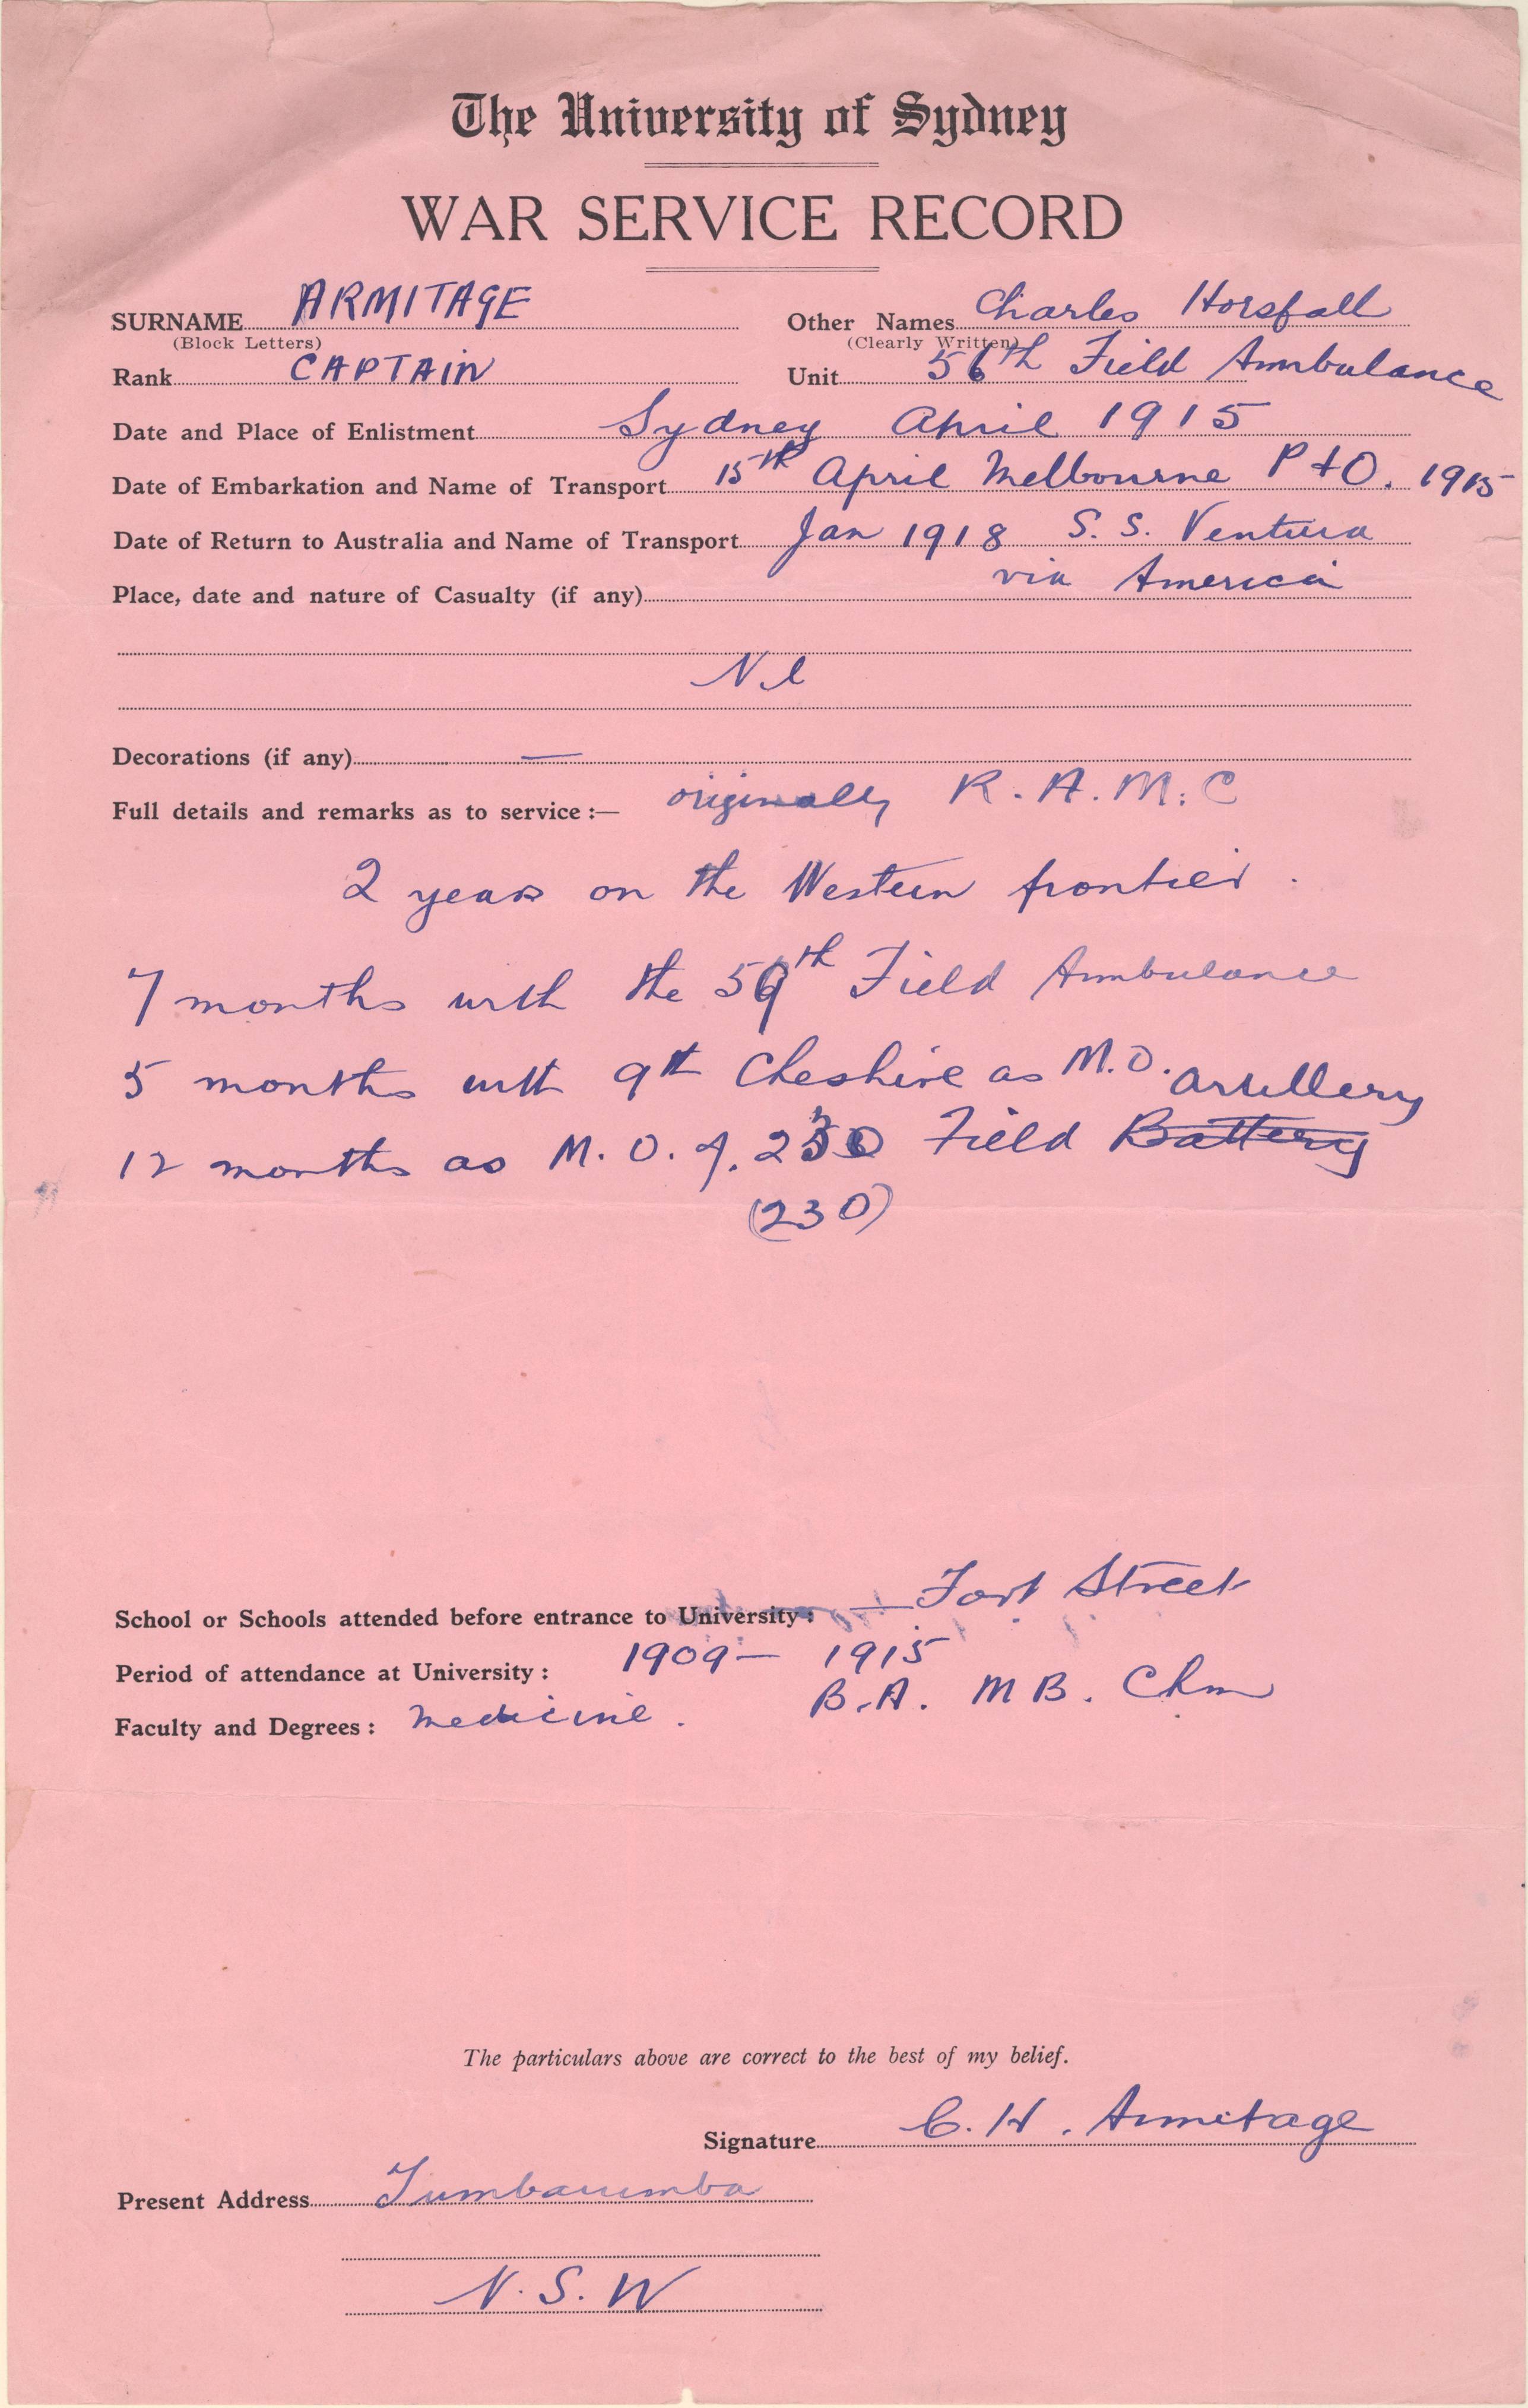 The University of Sydney
WAR SERVICE RECORD
SURNAME ARMITAGE Other Names Charles Horsfall
(Block Letters) (Clearly Written)
Rank CAPTAIN Unit 56th Field Ambulance
Date and Place of Enlistment Sydney April 1915
Date of Embarkation and Name of Transport 15th April Melbourne P + O. 1915
Date of Return to Australia and Name of Transport Jan 1918 S. S. Ventura
via America
Place, date and nature of Casualty (if any)
Nil
Decorations (if any) —
Full details and remarks as to service :— originally R. A. M. C
2 years on the Western frontier.
7 months with the 59th Field Ambulance
5 months with 9th Cheshire as M.O.
artillery
12 months as M. O. of. 230 Field Battery
(230)
School or Schools attended before entrance to University : — Fort Street
Period of attendance at University : 1909 — 1915
Faculty and Degrees : Medicine. B.A. MB. Chm
The particulars above are correct to the best of my belief.
Signature C. H. Armitage
Present Address Tumbarumba
N. S. W